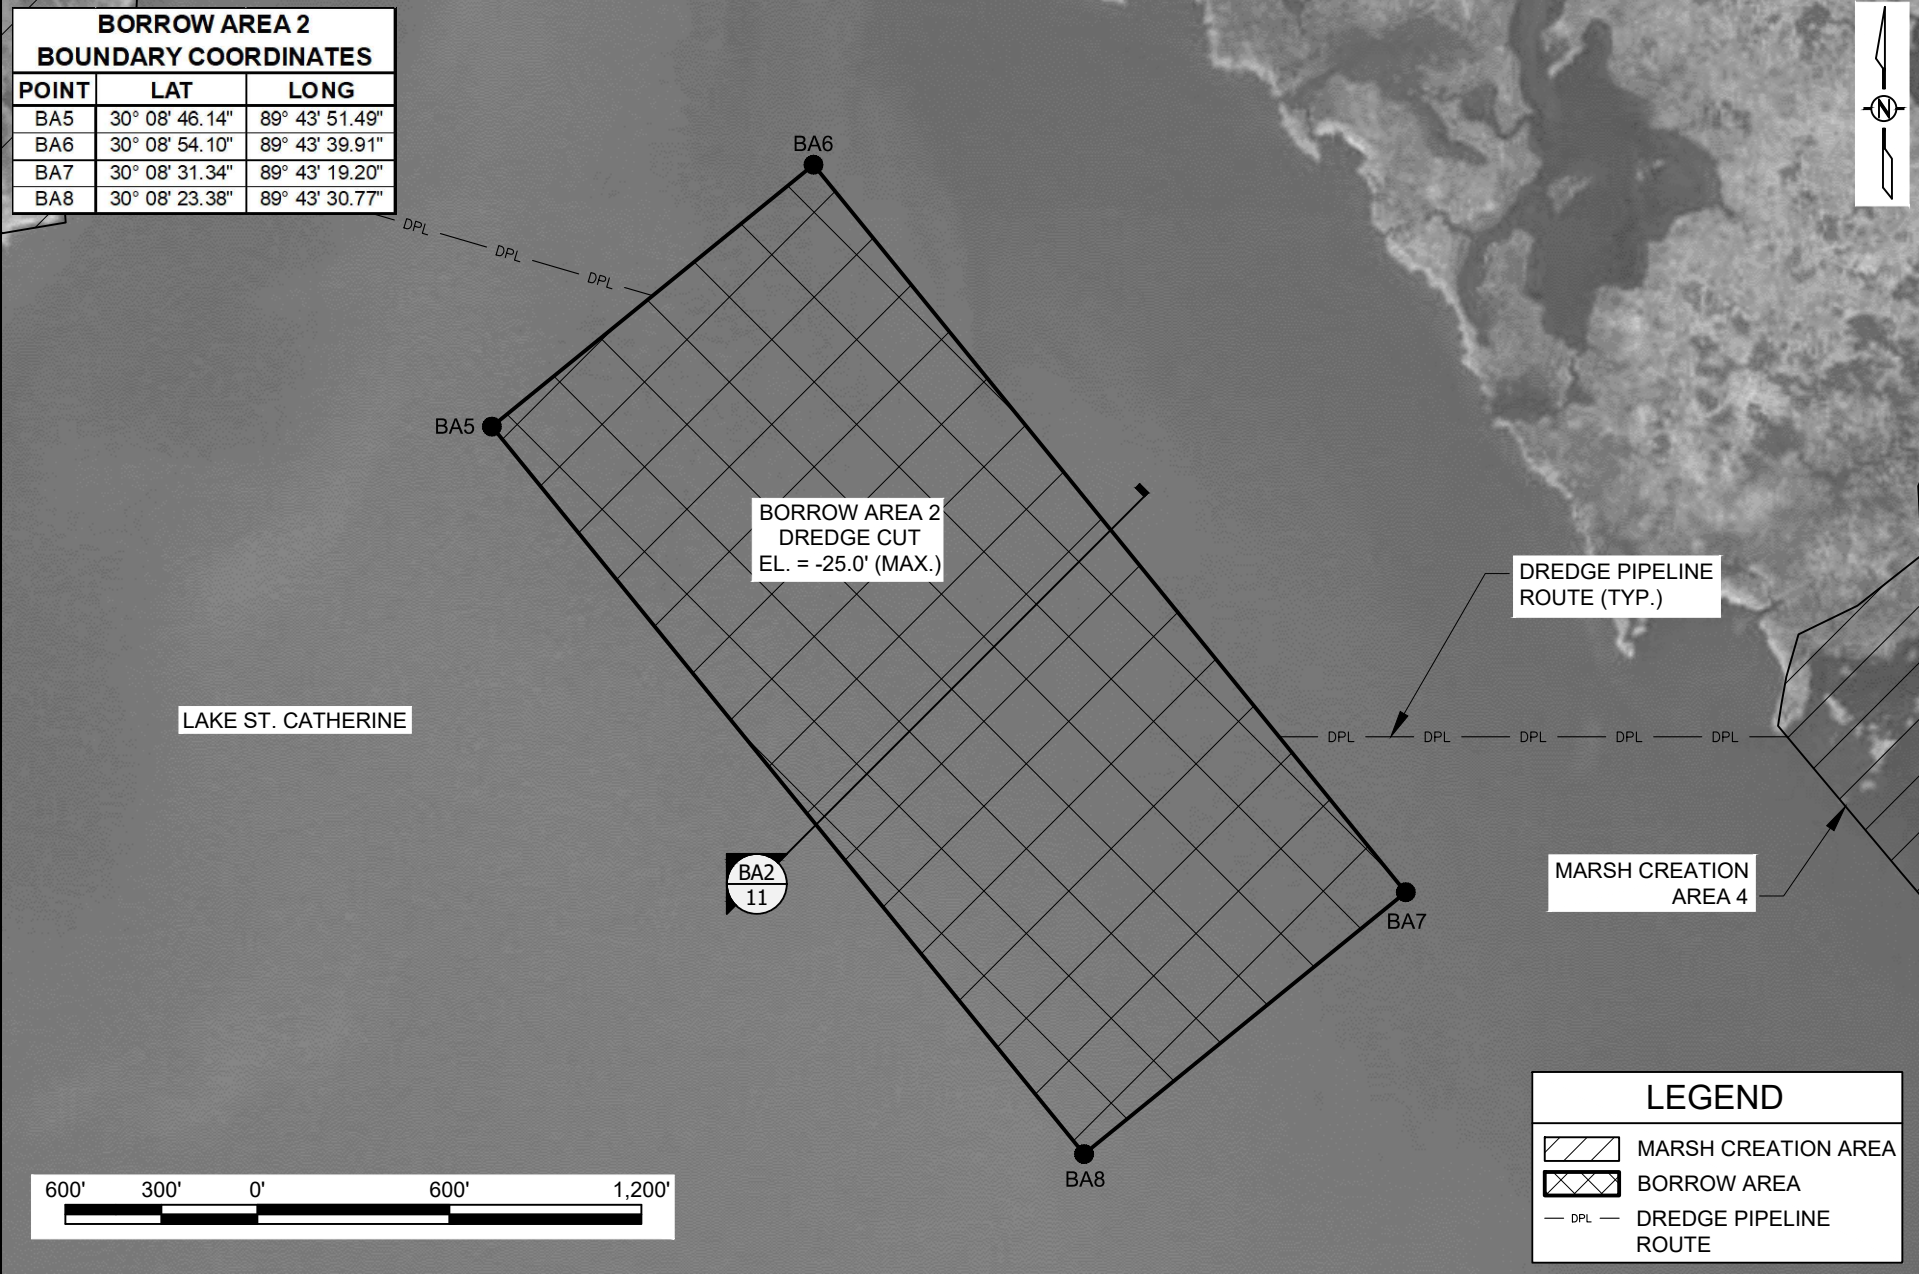 BORROW AREA 2
BOUNDARY COORDINATES
POINT LAT LONG
BA5 30° 08' 46.14" 89° 43' 51.49"
BA6 30° 08' 54.10" 89° 43' 39.91"
BA7 30° 08' 31.34" 89° 43' 19.20"
BA8 30° 08' 23.38" 89° 43' 30.77"
N
BA6
DPL
DPL
DPL
BA5
BORROW AREA 2
DREDGE CUT
EL. = -25.0' (MAX.)
DREDGE PIPELINE
ROUTE (TYP.)
LAKE ST. CATHERINE
DPL DPL DPL DPL DPL
BA2
11
MARSH CREATION
AREA 4
BA7
BA8
600' 300' 0' 600' 1,200'
LEGEND
MARSH CREATION AREA
BORROW AREA
DPL DREDGE PIPELINE
ROUTE